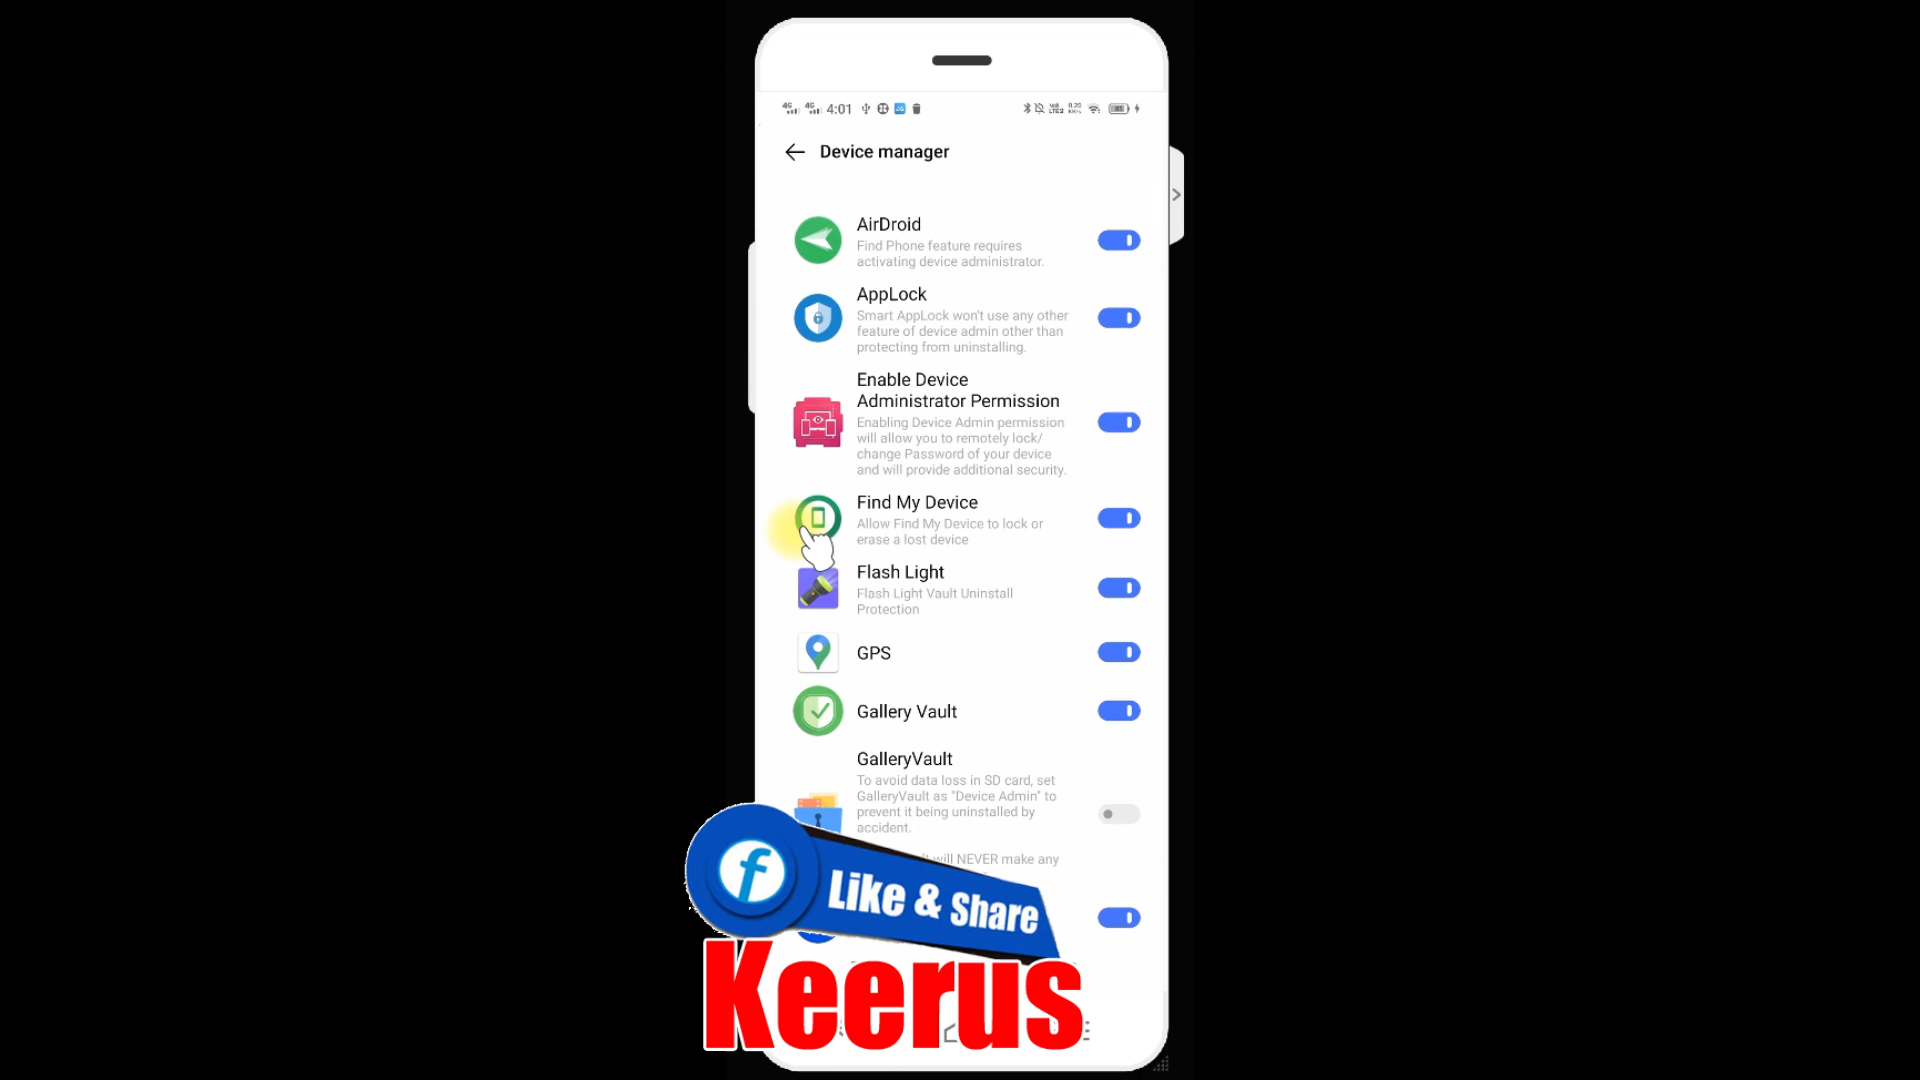 4G 4G 4:01
Device manager
AirDroid
Find Phone feature requires
activating device administrator.
AppLock
Smart AppLock won't use any other
feature of device admin other than
protecting from uninstalling.
Enable Device
Administrator Permission
Enabling Device Admin permission
will allow you to remotely lock/
change Password of your device
and will provide additional security.
Find My Device
Allow Find My Device to lock or
erase a lost device
Flash Light
Flash Light Vault Uninstall
Protection
GPS
Gallery Vault
GalleryVault
To avoid data loss in SD card, set
GalleryVault as "Device Admin" to
prevent it being uninstalled by
accident.
will NEVER make any
f Like & Share
Keerus